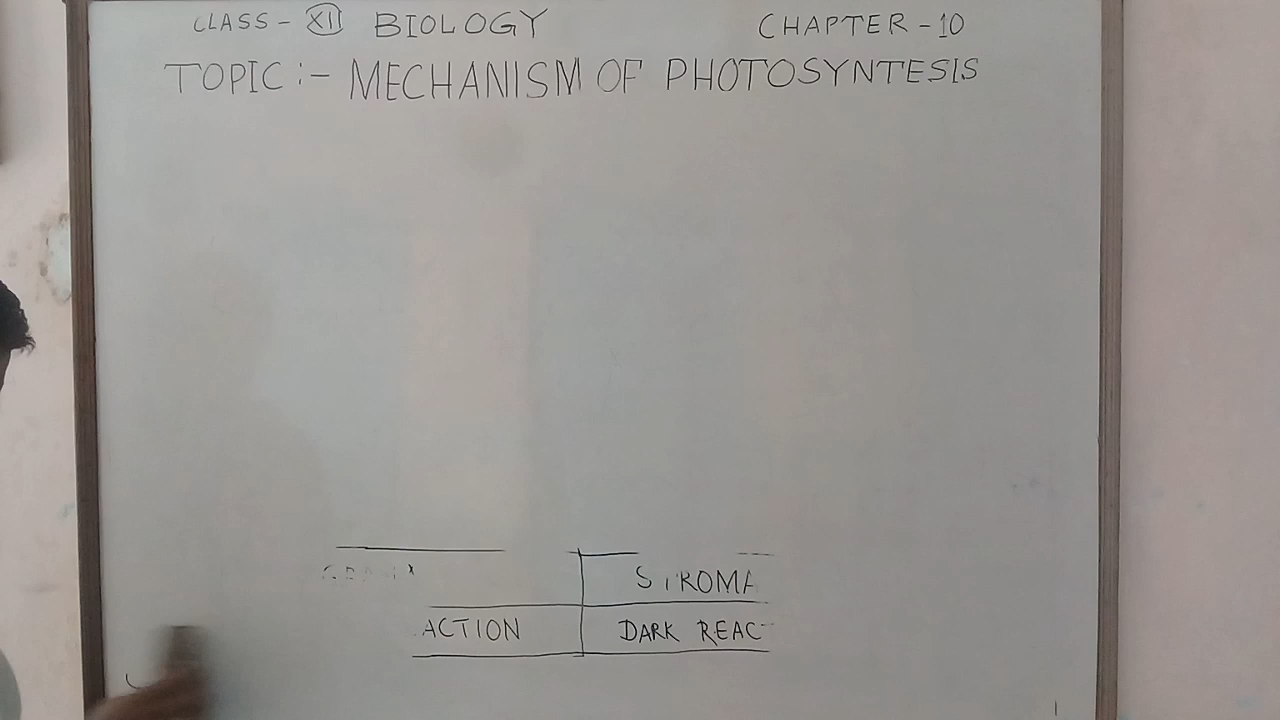 CLASS - XII BIOLOGY CHAPTER - 10
TOPIC :- MECHANISM OF PHOTOSYNTESIS
STROMA
ACTION DARK REAC